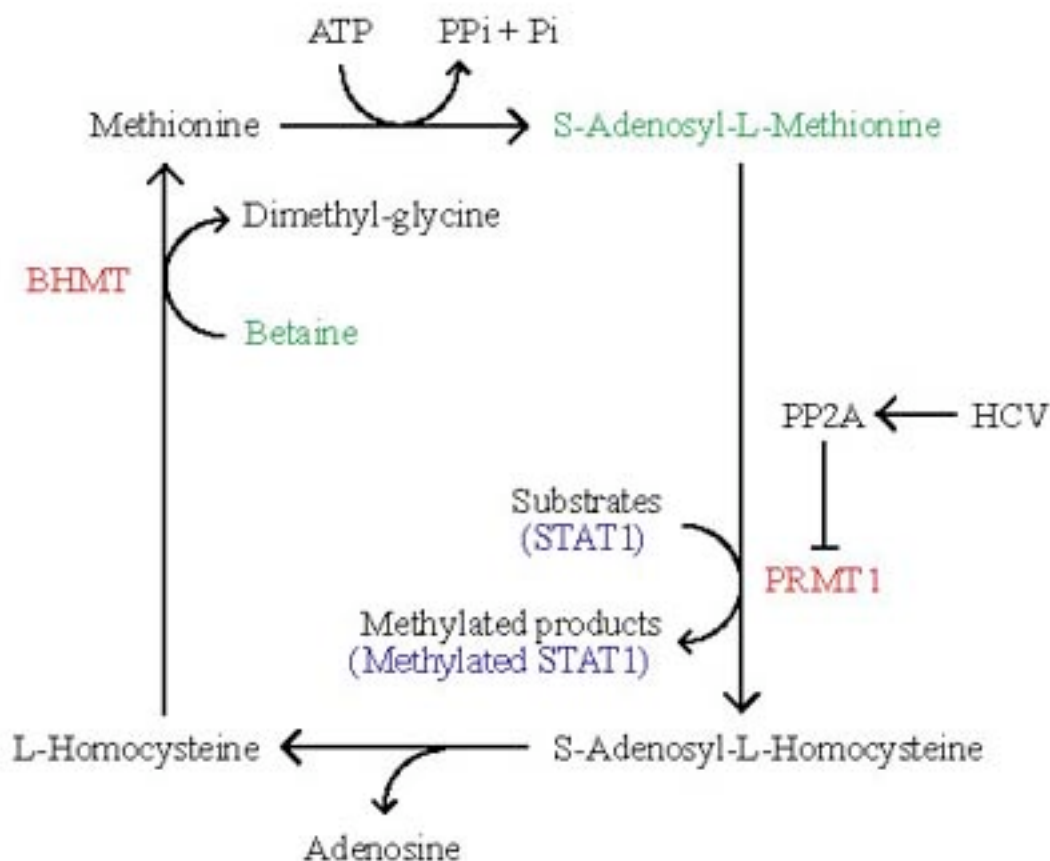 ATP PPi + Pi
Methionine S-Adenosyl-L-Methionine
Dimethyl-glycine
BHMT
Betaine
PP2A HCV
Substrates
(STAT1)
PRMT1
Methylated products
(Methylated STAT1)
L-Homocysteine S-Adenosyl-L-Homocysteine
Adenosine